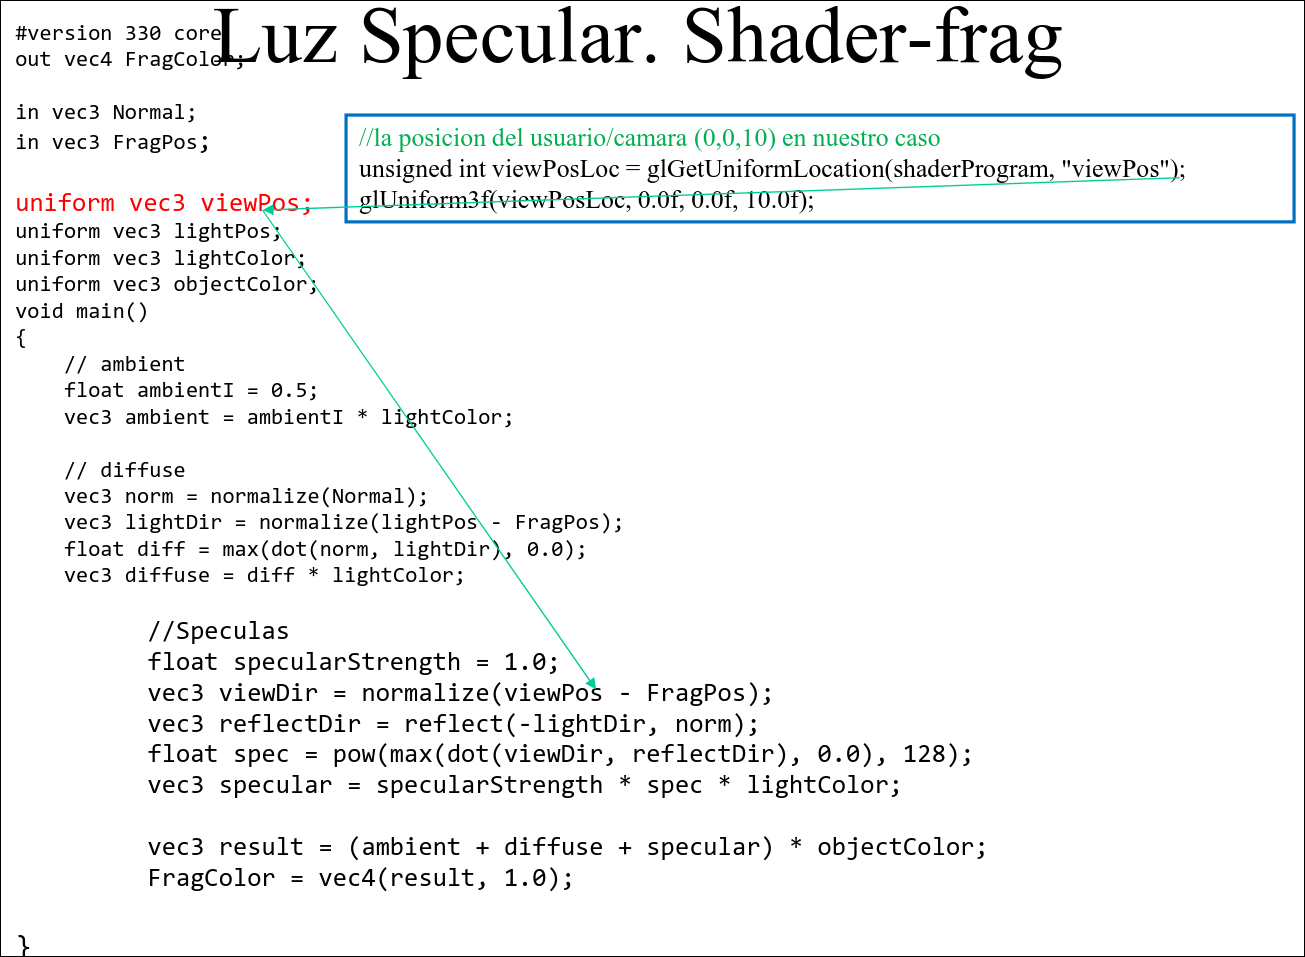 Luz Specular. Shader-frag
#version 330 core
out vec4 FragColor;
in vec3 Normal;
in vec3 FragPos;
//la posicion del usuario/camara (0,0,10) en nuestro caso
unsigned int viewPosLoc = glGetUniformLocation(shaderProgram, "viewPos");
glUniform3f(viewPosLoc, 0.0f, 0.0f, 10.0f);
uniform vec3 viewPos;
uniform vec3 lightPos;
uniform vec3 lightColor;
uniform vec3 objectColor;
void main()
{
// ambient
float ambientI = 0.5;
vec3 ambient = ambientI * lightColor;
// diffuse
vec3 norm = normalize(Normal);
vec3 lightDir = normalize(lightPos - FragPos);
float diff = max(dot(norm, lightDir), 0.0);
vec3 diffuse = diff * lightColor;
//Speculas
float specularStrength = 1.0;
vec3 viewDir = normalize(viewPos - FragPos);
vec3 reflectDir = reflect(-lightDir, norm);
float spec = pow(max(dot(viewDir, reflectDir), 0.0), 128);
vec3 specular = specularStrength * spec * lightColor;
vec3 result = (ambient + diffuse + specular) * objectColor;
FragColor = vec4(result, 1.0);
}